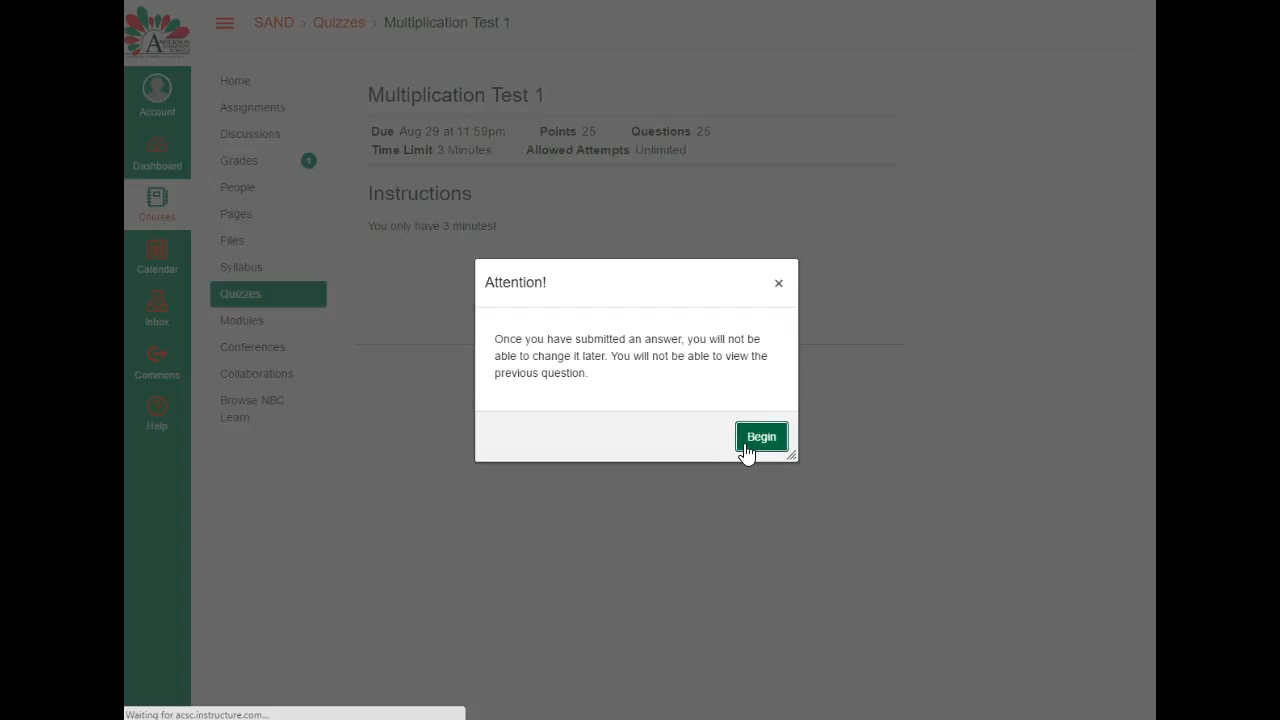 SAND › Quizzes › Multiplication Test 1
ANDERSON
Account
Dashboard
Courses
Calendar
Inbox
Commons
Help
Home
Assignments
Discussions
Grades 1
People
Pages
Files
Syllabus
Quizzes
Modules
Conferences
Collaborations
Browse NBC
Learn
Multiplication Test 1
Due Aug 29 at 11:59pm Points 25 Questions 25
Time Limit 3 Minutes Allowed Attempts Unlimited
Instructions
You only have 3 minutes!
Attention! ×
Once you have submitted an answer, you will not be
able to change it later. You will not be able to view the
previous question.
Begin
Waiting for acsc.instructure.com...